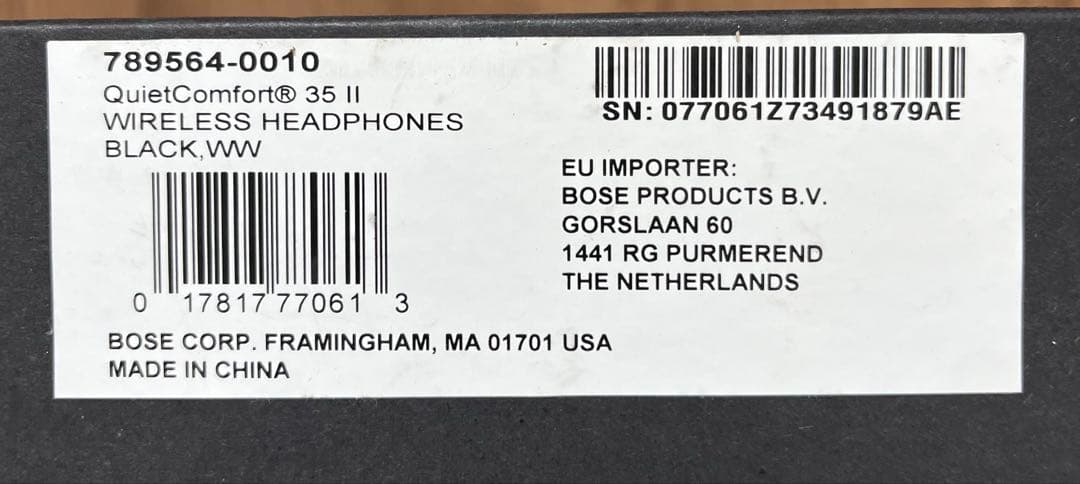 789564-0010
QuietComfort® 35 II
WIRELESS HEADPHONES
BLACK,WW
0 17817 77061 3
BOSE CORP. FRAMINGHAM, MA 01701 USA
MADE IN CHINA
SN: 077061Z73491879AE
EU IMPORTER:
BOSE PRODUCTS B.V.
GORSLAAN 60
1441 RG PURMEREND
THE NETHERLANDS